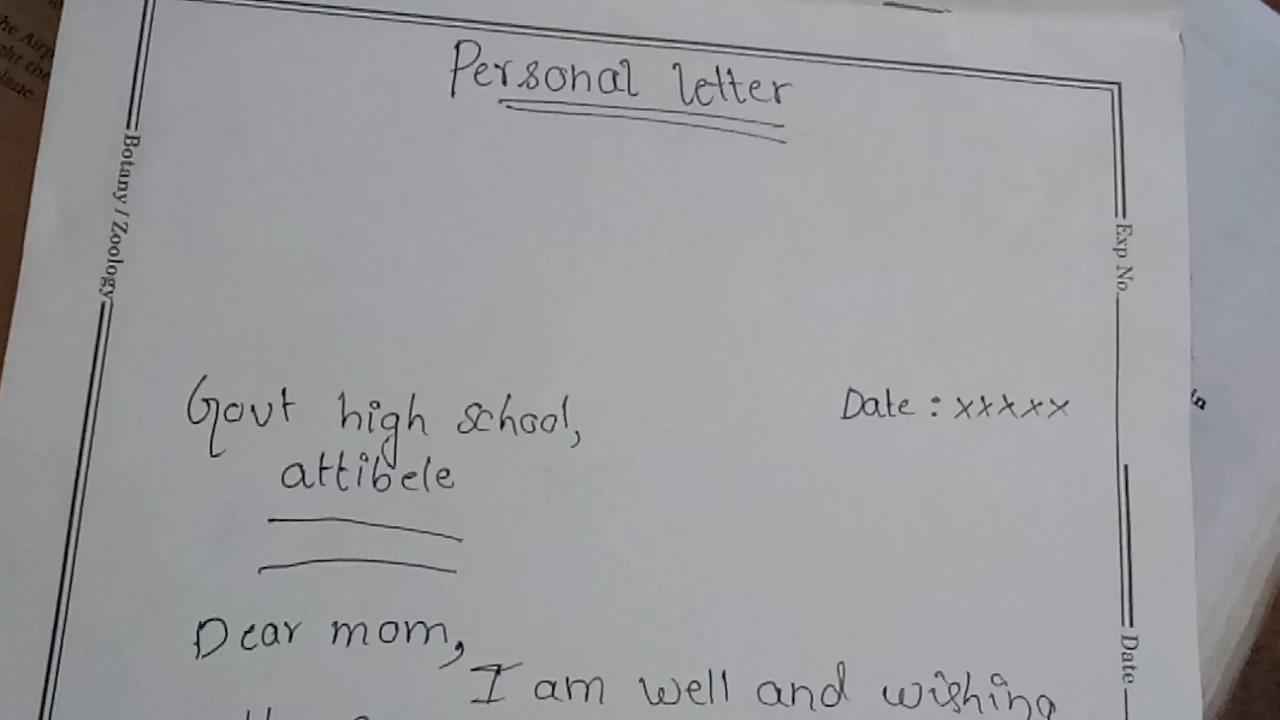 Personal letter
Botany / Zoology
Exp No.
Govt high school,
Date : xxxxx
attibele
Dear mom,
I am well and wishing
Date